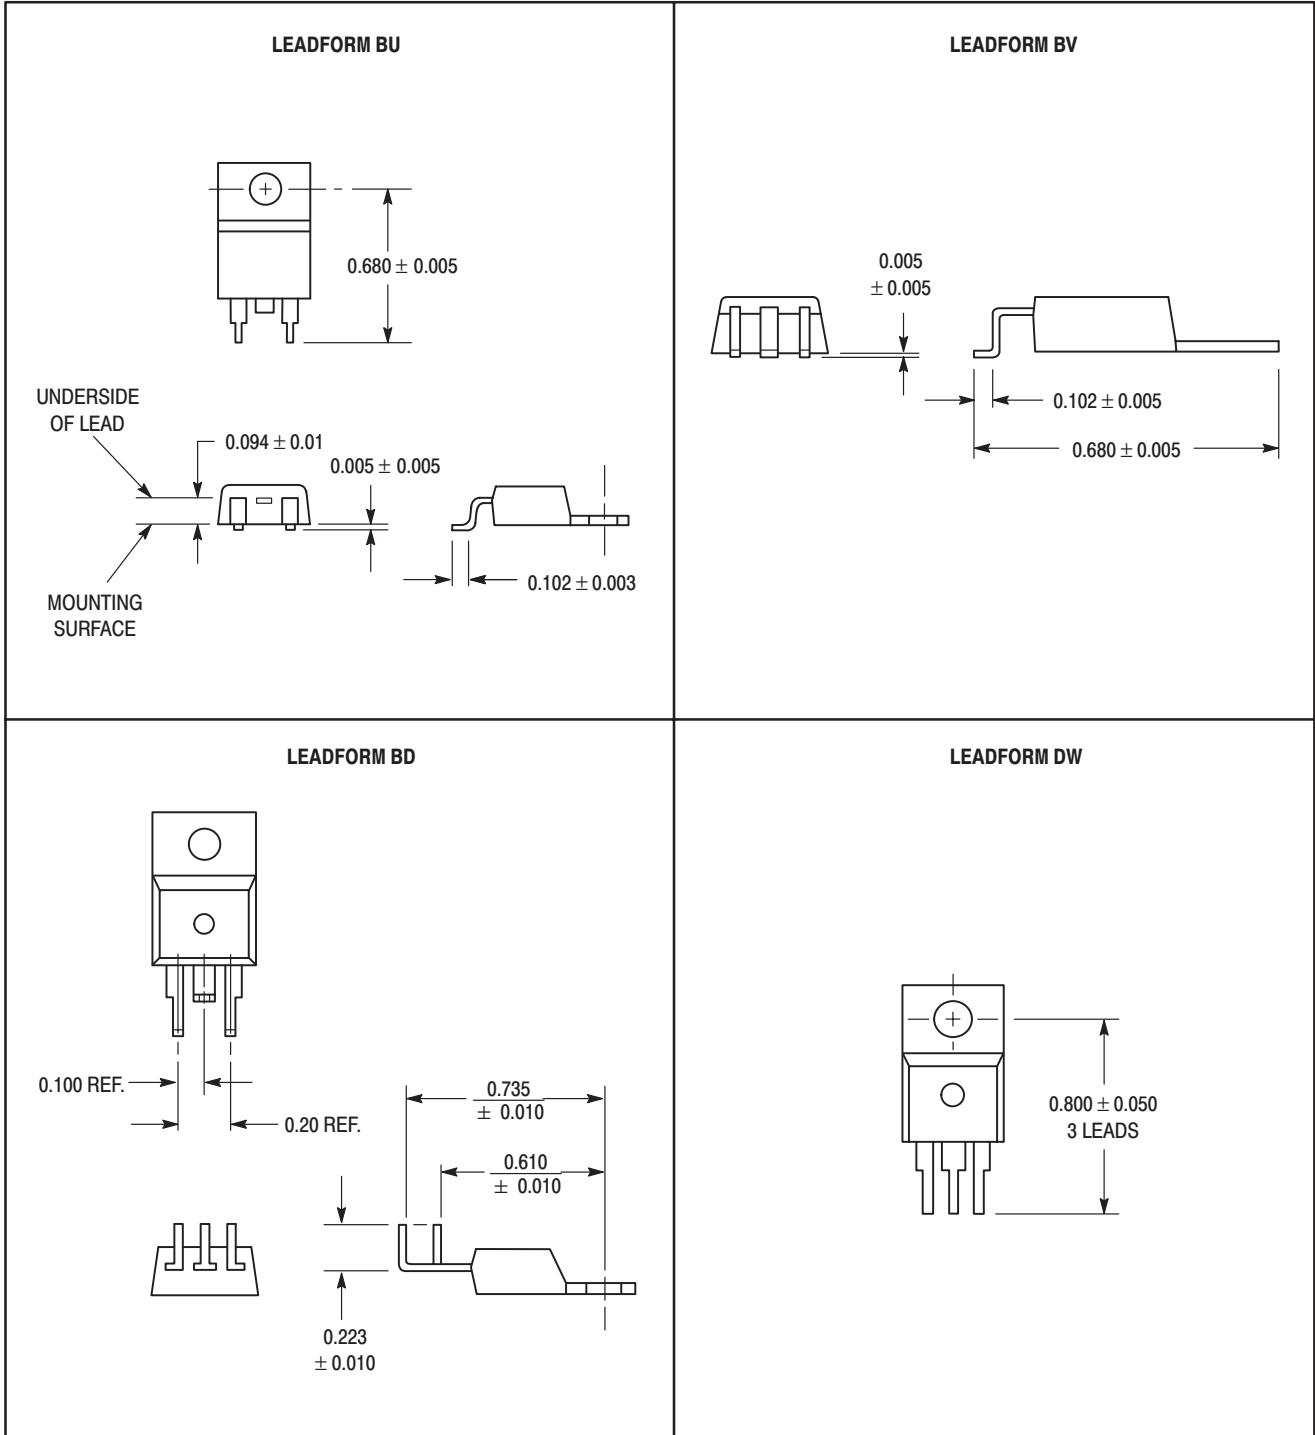 LEADFORM BU
0.680 ± 0.005
UNDERSIDE
OF LEAD
0.094 ± 0.01
0.005 ± 0.005
0.102 ± 0.003
MOUNTING
SURFACE
LEADFORM BV
0.005
± 0.005
0.102 ± 0.005
0.680 ± 0.005
LEADFORM BD
0.100 REF.
0.20 REF.
0.735
± 0.010
0.610
± 0.010
0.223
± 0.010
LEADFORM DW
0.800 ± 0.050
3 LEADS